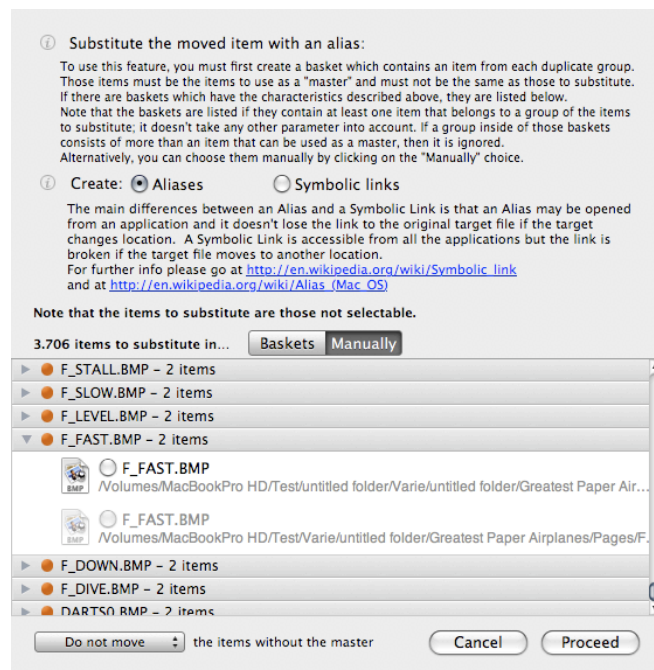 Substitute the moved item with an alias:
To use this feature, you must first create a basket which contains an item from each duplicate group.
Those items must be the items to use as a "master" and must not be the same as those to substitute.
If there are baskets which have the characteristics described above, they are listed below.
Note that the baskets are listed if they contain at least one item that belongs to a group of the items
to substitute; it doesn't take any other parameter into account. If a group inside of those baskets
consists of more than an item that can be used as a master, then it is ignored.
Alternatively, you can choose them manually by clicking on the "Manually" choice.
Create: Aliases Symbolic links
The main differences between an Alias and a Symbolic Link is that an Alias may be opened
from an application and it doesn't lose the link to the original target file if the target
changes location. A Symbolic Link is accessible from all the applications but the link is
broken if the target file moves to another location.
For further info please go at http://en.wikipedia.org/wiki/Symbolic_link
and at http://en.wikipedia.org/wiki/Alias_(Mac_OS)
Note that the items to substitute are those not selectable.
3.706 items to substitute in... Baskets Manually
F_STALL.BMP – 2 items
F_SLOW.BMP – 2 items
F_LEVEL.BMP – 2 items
F_FAST.BMP – 2 items
F_FAST.BMP
BMP /Volumes/MacBookPro HD/Test/untitled folder/Varie/untitled folder/Greatest Paper Air...
F_FAST.BMP
BMP /Volumes/MacBookPro HD/Test/Varie/untitled folder/Greatest Paper Airplanes/Pages/F.
F_DOWN.BMP – 2 items
F_DIVE.BMP – 2 items
DARTS0.BMP – 2 items
Do not move the items without the master Cancel Proceed